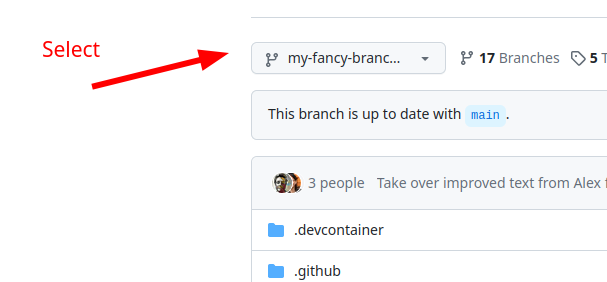 Select
my-fancy-branc...
17 Branches
5 T
This branch is up to date with main.
3 people Take over improved text from Alex f
.devcontainer
.github